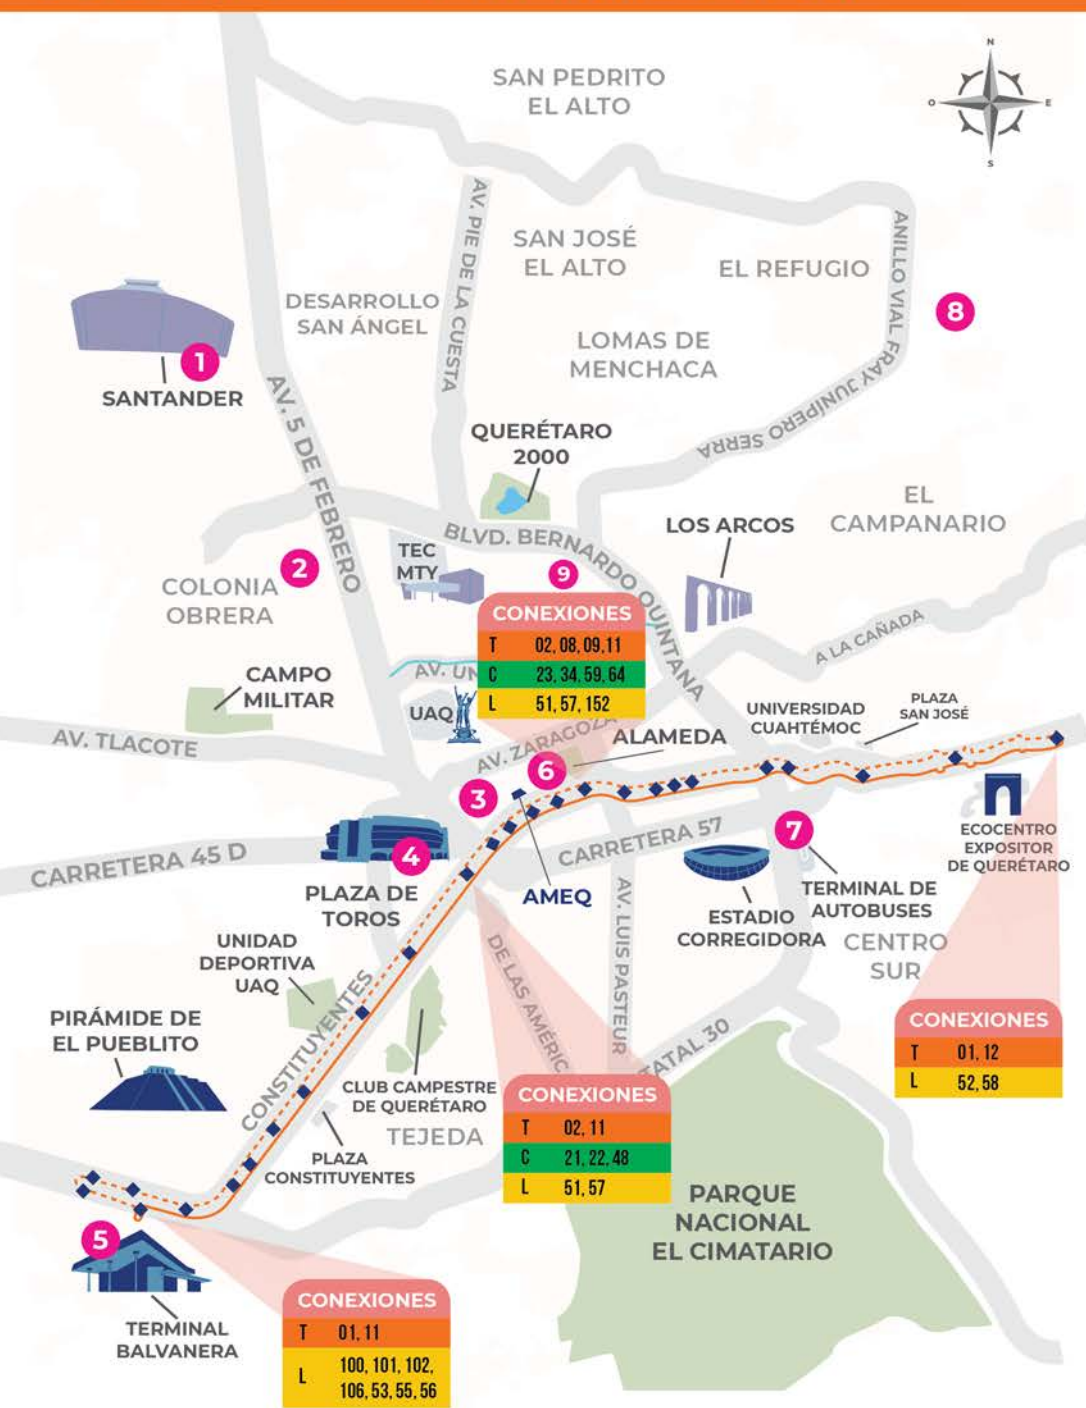 N
O
E
S
SAN PEDRITO
EL ALTO
AV. PIE DE LA CUESTA
SAN JOSÉ
EL ALTO
EL REFUGIO
ANILLO VIAL FRAY JUNÍPERO SERRA
8
DESARROLLO
SAN ÁNGEL
LOMAS DE
MENCHACA
1
SANTANDER
AV. 5 DE FEBRERO
QUERÉTARO
2000
EL
CAMPANARIO
LOS ARCOS
BLVD. BERNARDO QUINTANA
TEC
MTY
2
COLONIA
OBRERA
9
CONEXIONES
T 02, 08, 09, 11
C 23, 34, 59, 64
L 51, 57, 152
A LA CAÑADA
AV. UN
CAMPO
MILITAR
UAQ
AV. ZARAGOZA
ALAMEDA
UNIVERSIDAD
CUAHTÉMOC
PLAZA
SAN JOSÉ
AV. TLACOTE
6
3
4
7
CARRETERA 45 D
CARRETERA 57
PLAZA DE
TOROS
AMEQ
ESTADIO
CORREGIDORA
TERMINAL DE
AUTOBUSES
ECOCENTRO
EXPOSITOR
DE QUERÉTARO
CENTRO
SUR
UNIDAD
DEPORTIVA
UAQ
DE LAS AMÉRIC
AV. LUIS PASTEUR
TATAL 30
PIRÁMIDE DE
EL PUEBLITO
CONSTITUYENTES
CLUB CAMPESTRE
DE QUERÉTARO
TEJEDA
PLAZA
CONSTITUYENTES
CONEXIONES
T 02, 11
C 21, 22, 48
L 51, 57
CONEXIONES
T 01, 12
L 52, 58
PARQUE
NACIONAL
EL CIMATARIO
5
TERMINAL
BALVANERA
CONEXIONES
T 01, 11
L 100, 101, 102,
106, 53, 55, 56